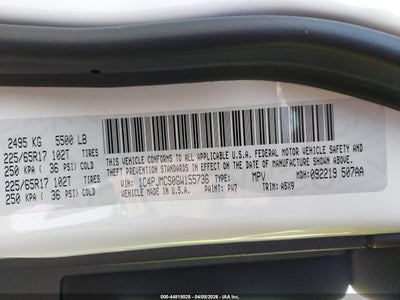 2495 KG 5500 LB
225/65R17 102T TIRES
250 KPA ( 36 PSI) COLD
225/65R17 102T TIRES
250 KPA ( 36 PSI) COLD
THIS VEHICLE CONFORMS TO ALL APPLICABLE U.S.A. FEDERAL MOTOR VEHICLE SAFETY AND
THEFT PREVENTION STANDARDS IN EFFECT ON THE DATE OF MANUFACTURE SHOWN ABOVE.
VIN: 1C4PJMCS0GW155736 TYPE: MPV MDH: 092219 507AA
VEHICLE MADE IN U.S.A. PAINT: PW7 TRIM: A5X9
000-44818028 - 04/09/2026 - IAA, Inc.